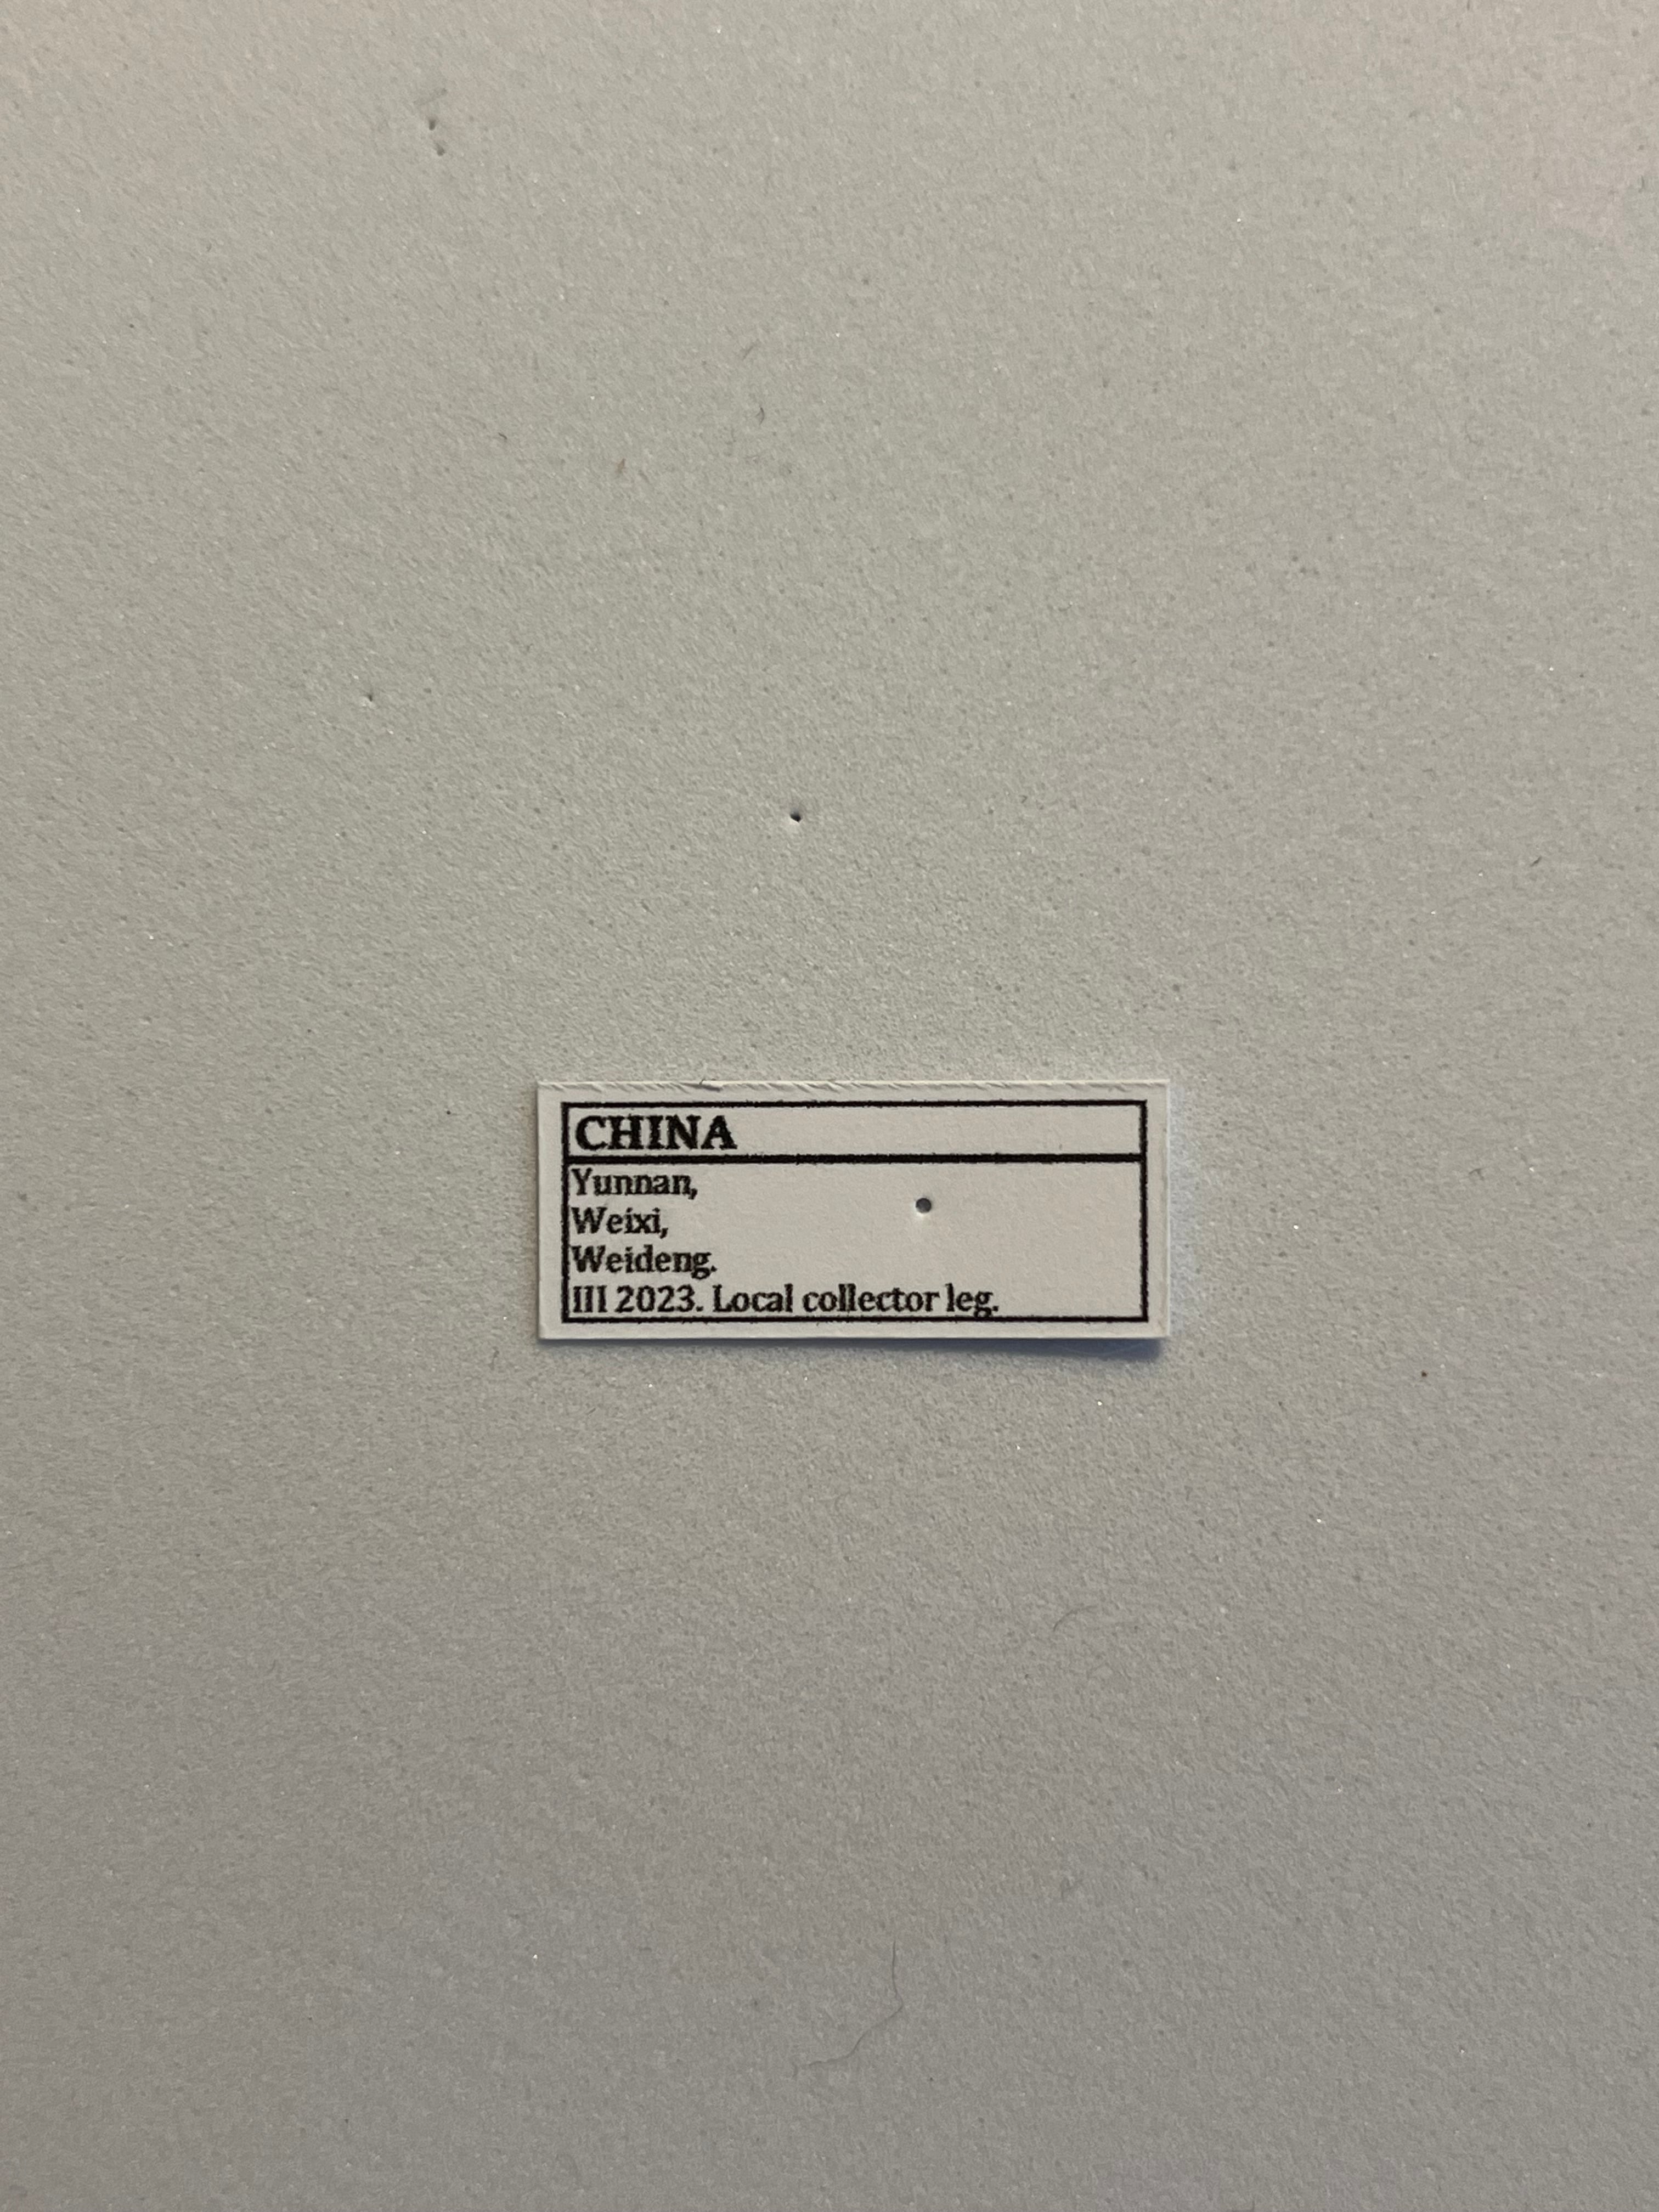 CHINA
Yunnan,
Weixi,
Weideng.
III 2023. Local collector leg.